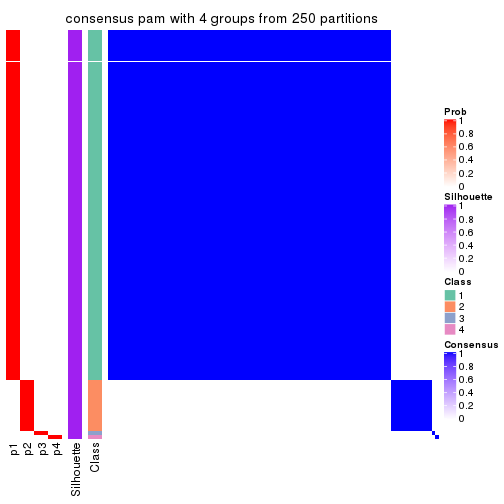 consensus pam with 4 groups from 250 partitions
Prob
1
0.8
0.6
0.4
0.2
0
Silhouette
1
0.8
0.6
0.4
0.2
0
Class
1
2
3
4
Consensus
1
0.8
0.6
0.4
0.2
0
p1
p2
p3
p4
Silhouette
Class